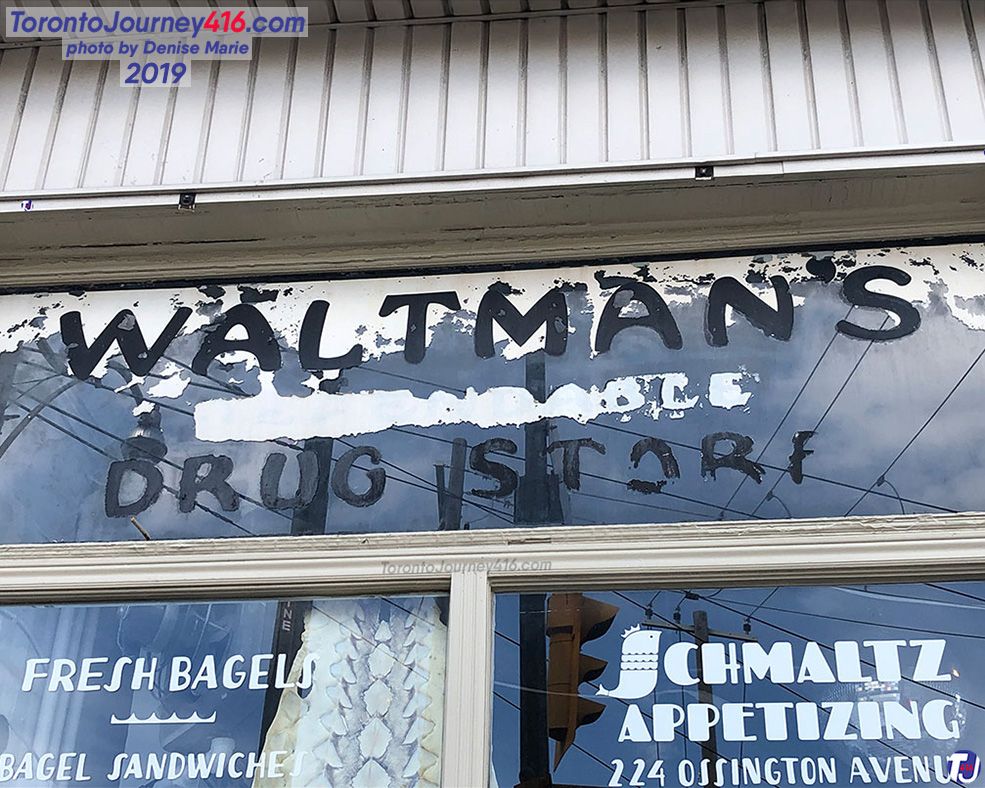 TorontoJourney416.com
photo by Denise Marie
2019
WALTMAN'S
DRUG STORE
TorontoJourney416.com
FRESH BAGELS
BAGEL SANDWICHES
SCHMALTZ
APPETIZING
224 OSSINGTON AVENUE
TJ